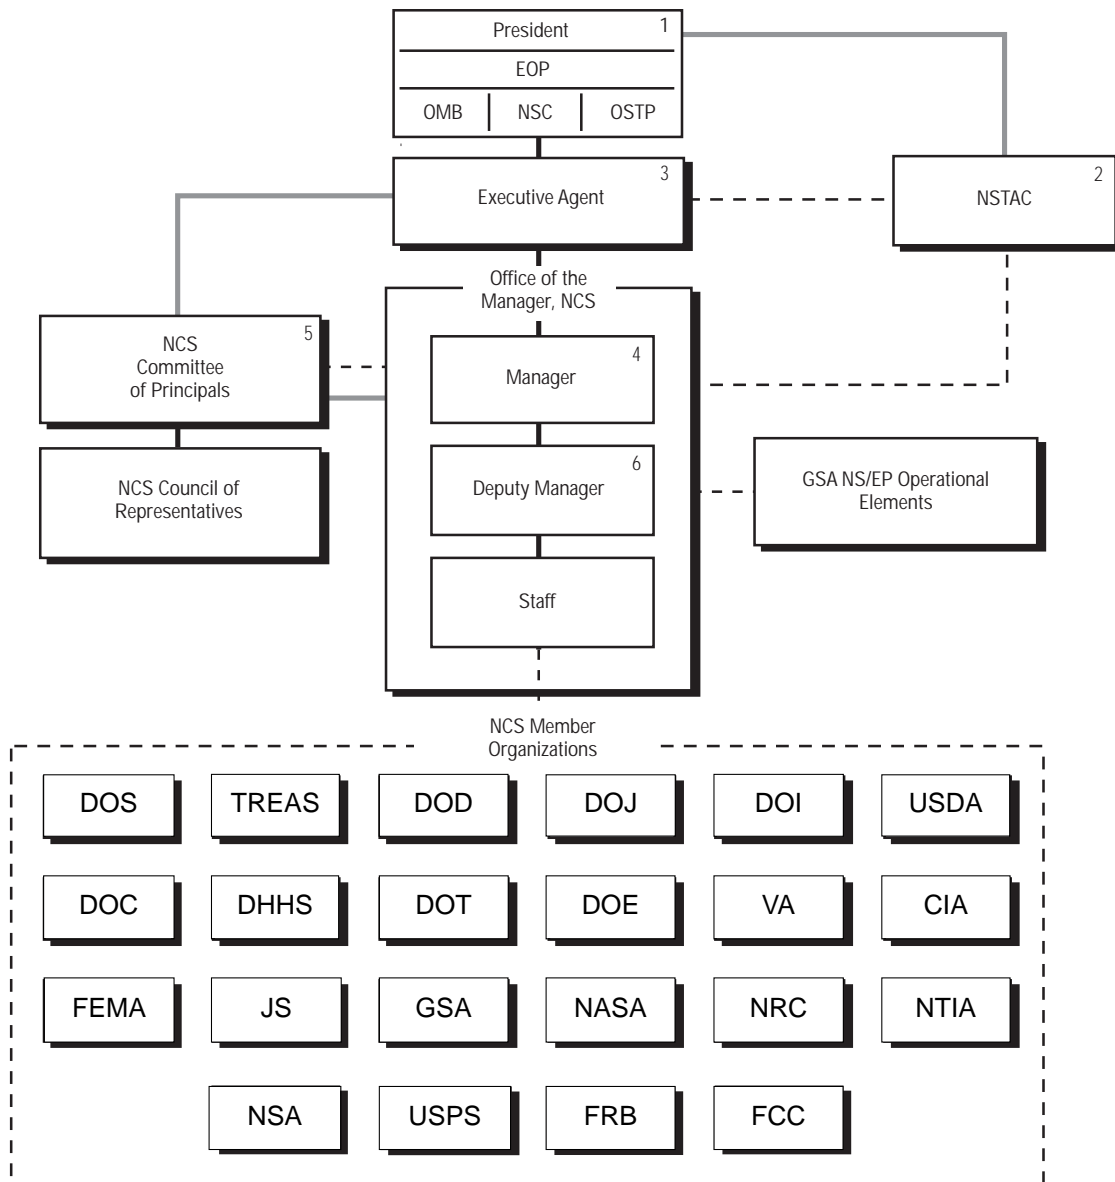 President
1
EOP
OMB NSC OSTP
Executive Agent
3
NSTAC
2
Office of the
Manager, NCS
NCS
Committee
of Principals
5
Manager
4
NCS Council of
Representatives
Deputy Manager
6
GSA NS/EP Operational
Elements
Staff
NCS Member
Organizations
DOS TREAS DOD DOJ DOI USDA
DOC DHHS DOT DOE VA CIA
FEMA JS GSA NASA NRC NTIA
NSA USPS FRB FCC